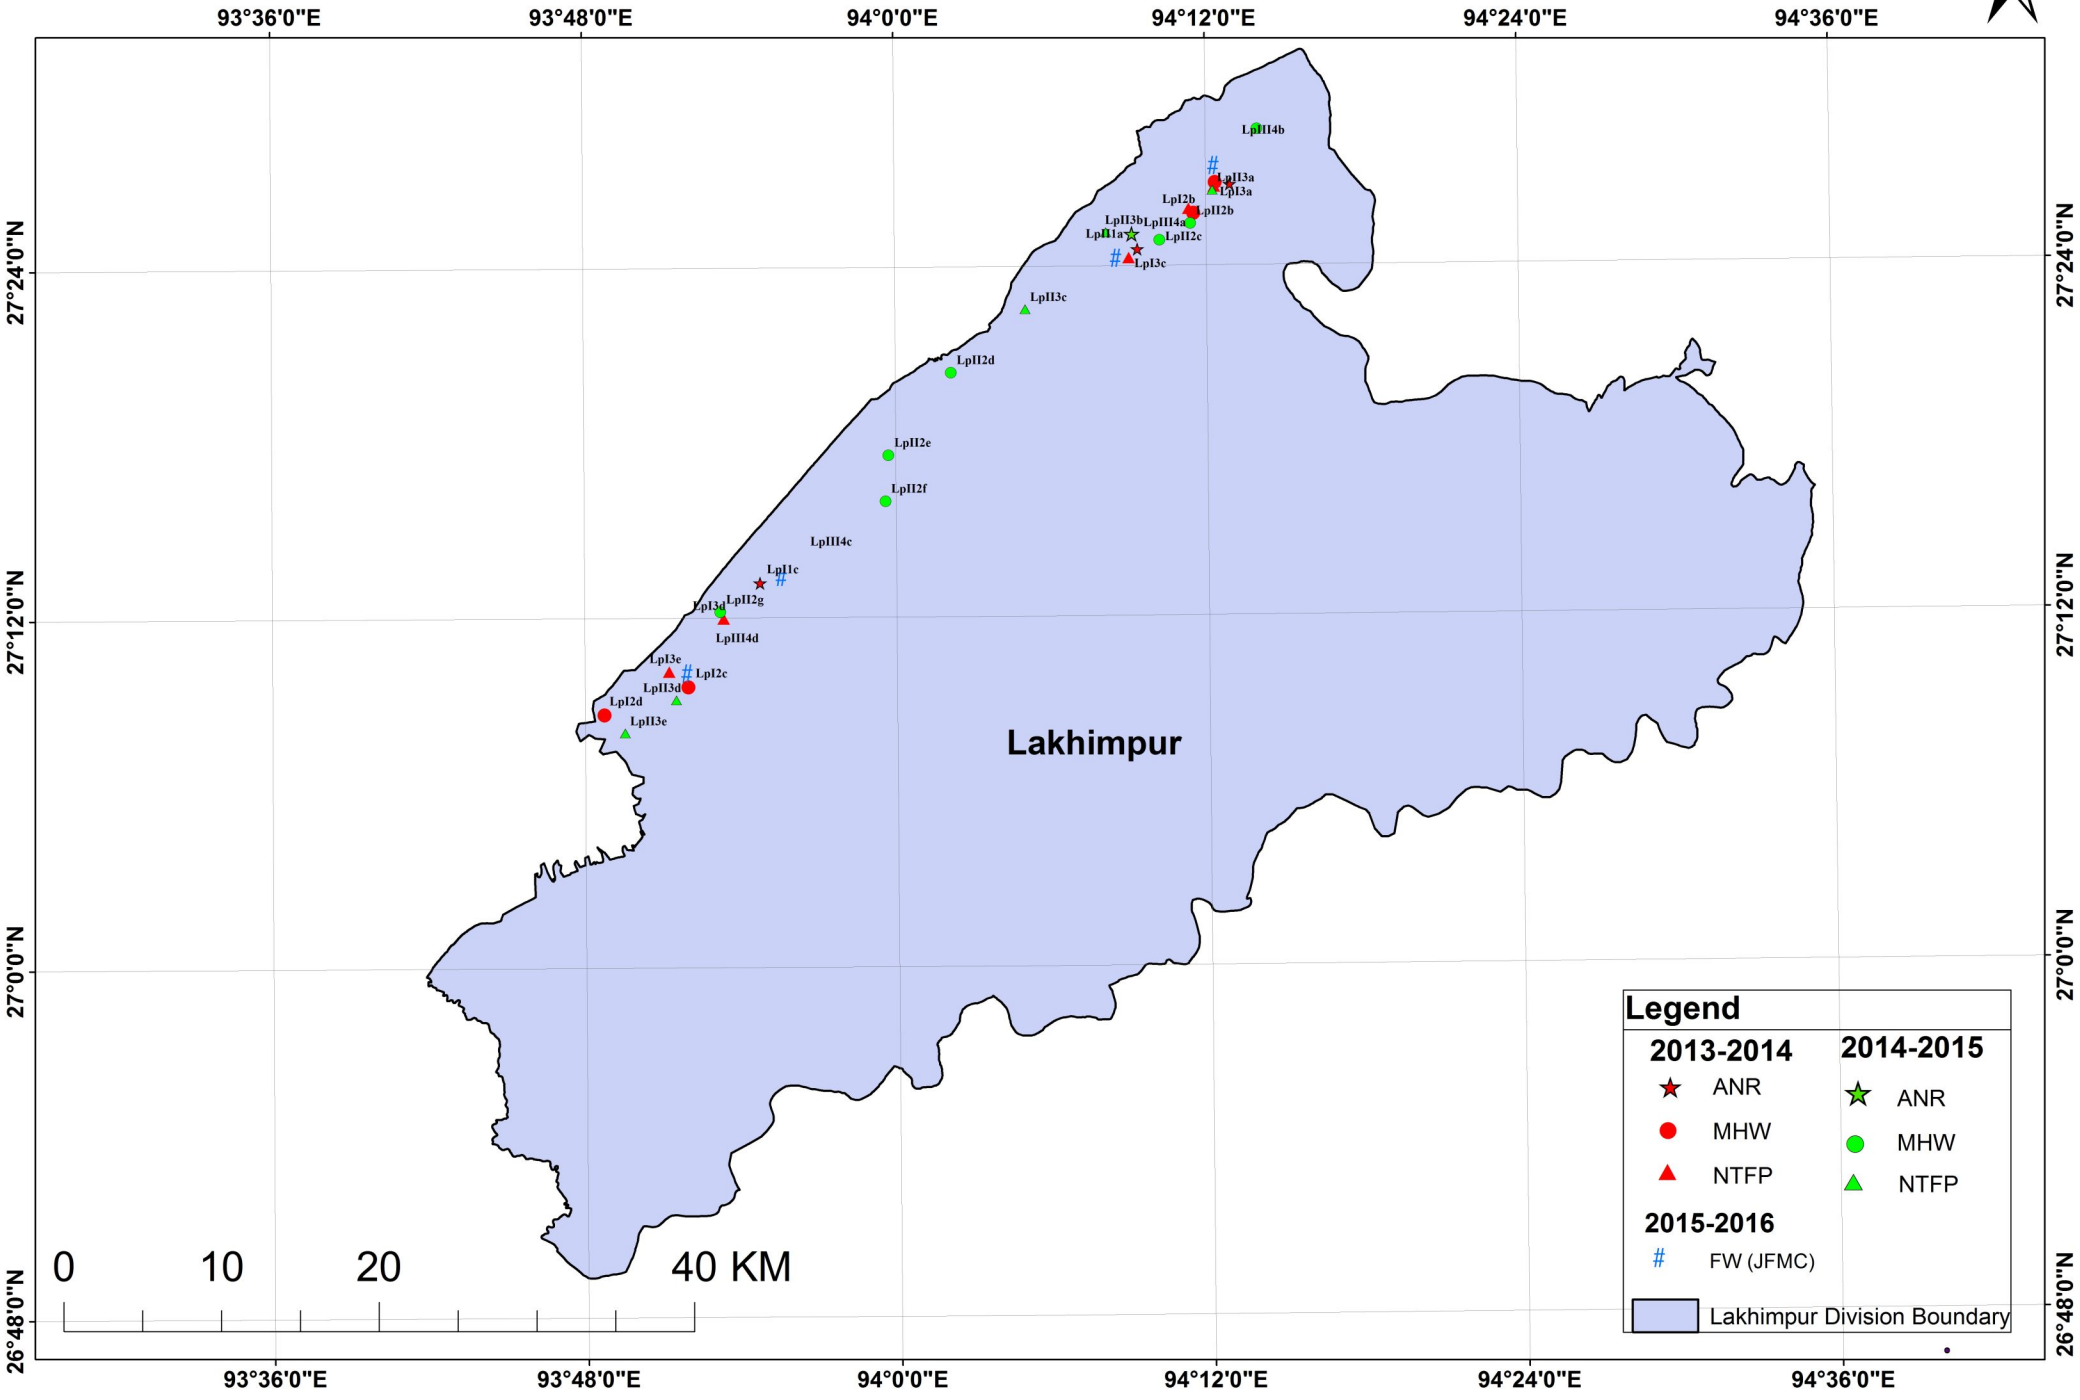 93°36'0"E 93°48'0"E 94°0'0"E 94°12'0"E 94°24'0"E 94°36'0"E
LpIII4b
#
LpII3a
LpI3a
LpI2b
LpII2b
LpII3b LpIII4a
LpII1a
LpII2c
# LpI3c
27°24'0"N 27°24'0"N
LpII3c
LpII2d
LpII2e
LpII2f
LpIII4c
LpI1c
#
LpII2g
LpI3d
27°12'0"N 27°12'0"N
LpIII4d
LpI3e
# LpI2c
LpII3d
LpI2d
LpII3e
Lakhimpur
27°0'0"N 27°0'0"N
Legend
2013-2014 2014-2015
ANR ANR
MHW MHW
NTFP NTFP
2015-2016
# FW (JFMC)
Lakhimpur Division Boundary
0 10 20 40 KM
26°48'0"N 26°48'0"N
93°36'0"E 93°48'0"E 94°0'0"E 94°12'0"E 94°24'0"E 94°36'0"E